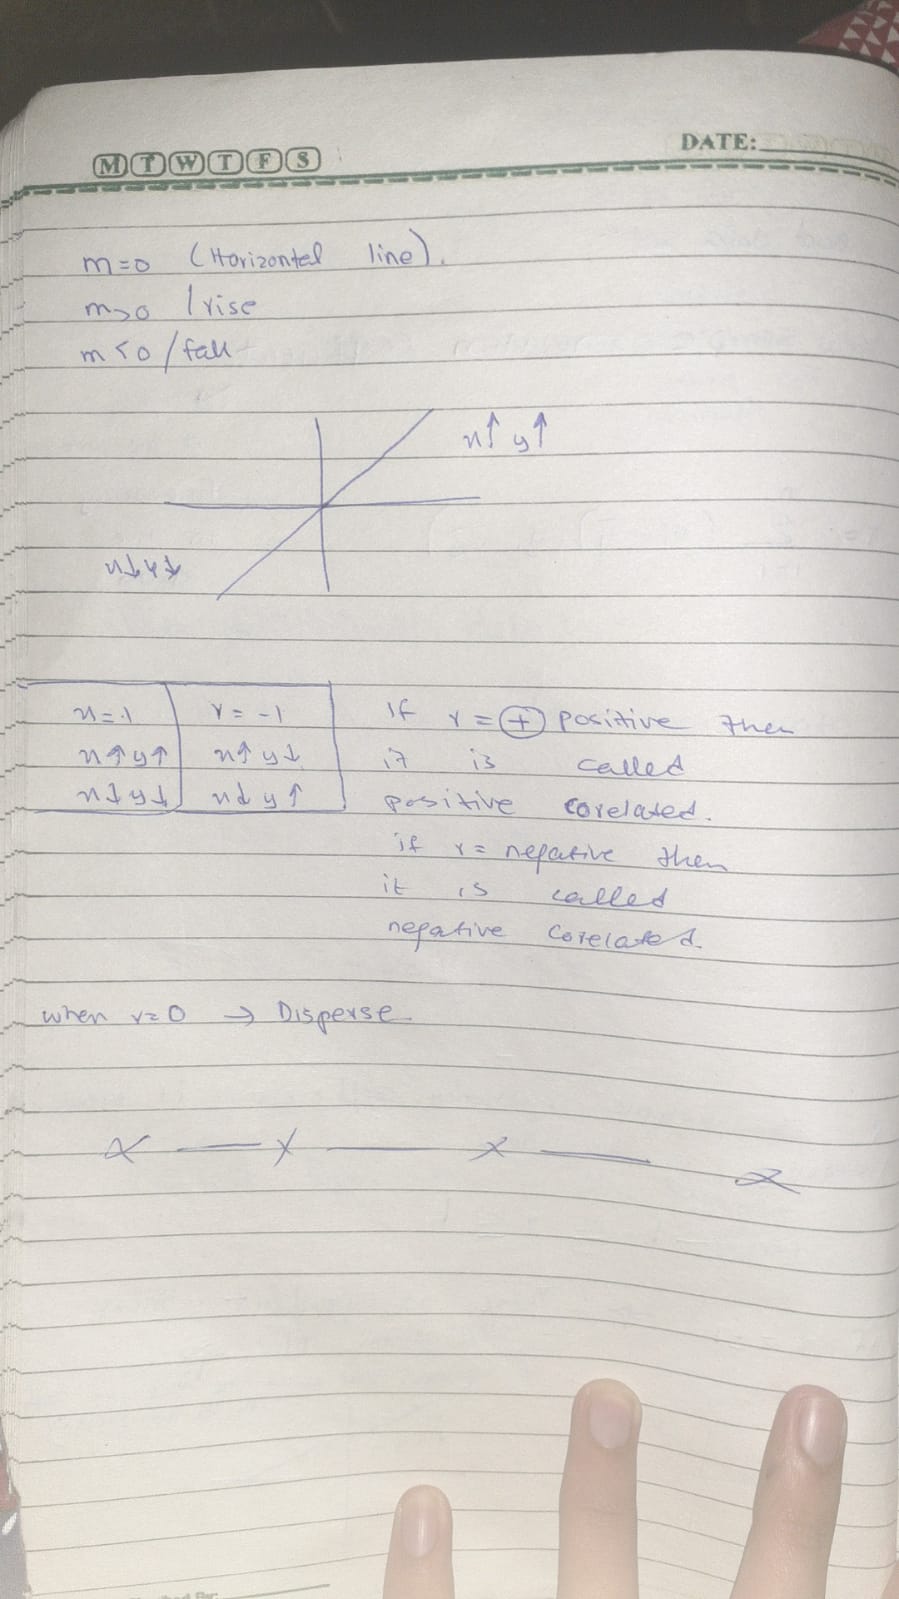 M T W T F S
DATE:
m=0 (Horizontal line).
m>0 / rise
m<0 / fall
x↑ y↑
x↓ y↓
x=1 | r = -1
x↑ y↑ | x↑ y↓
x↓ y↓ | x↓ y↑
If r = (+) positive then
it is called
positive corelated.
if r = negative then
it is called
negative corelated.
when r=0 → Disperse